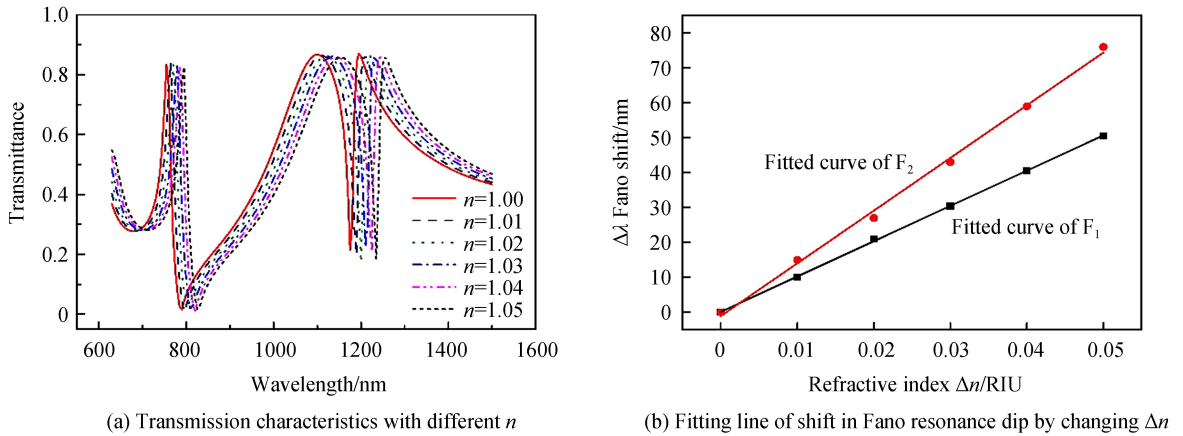 1.0
0.8
0.6
0.4
0.2
0
Transmittance
n=1.00
n=1.01
n=1.02
n=1.03
n=1.04
n=1.05
600 800 1000 1200 1400 1600
Wavelength/nm
(a) Transmission characteristics with different n
80
70
60
50
40
30
20
10
0
Δλ Fano shift/nm
Fitted curve of F₂
Fitted curve of F₁
0 0.01 0.02 0.03 0.04 0.05
Refractive index Δn/RIU
(b) Fitting line of shift in Fano resonance dip by changing Δn